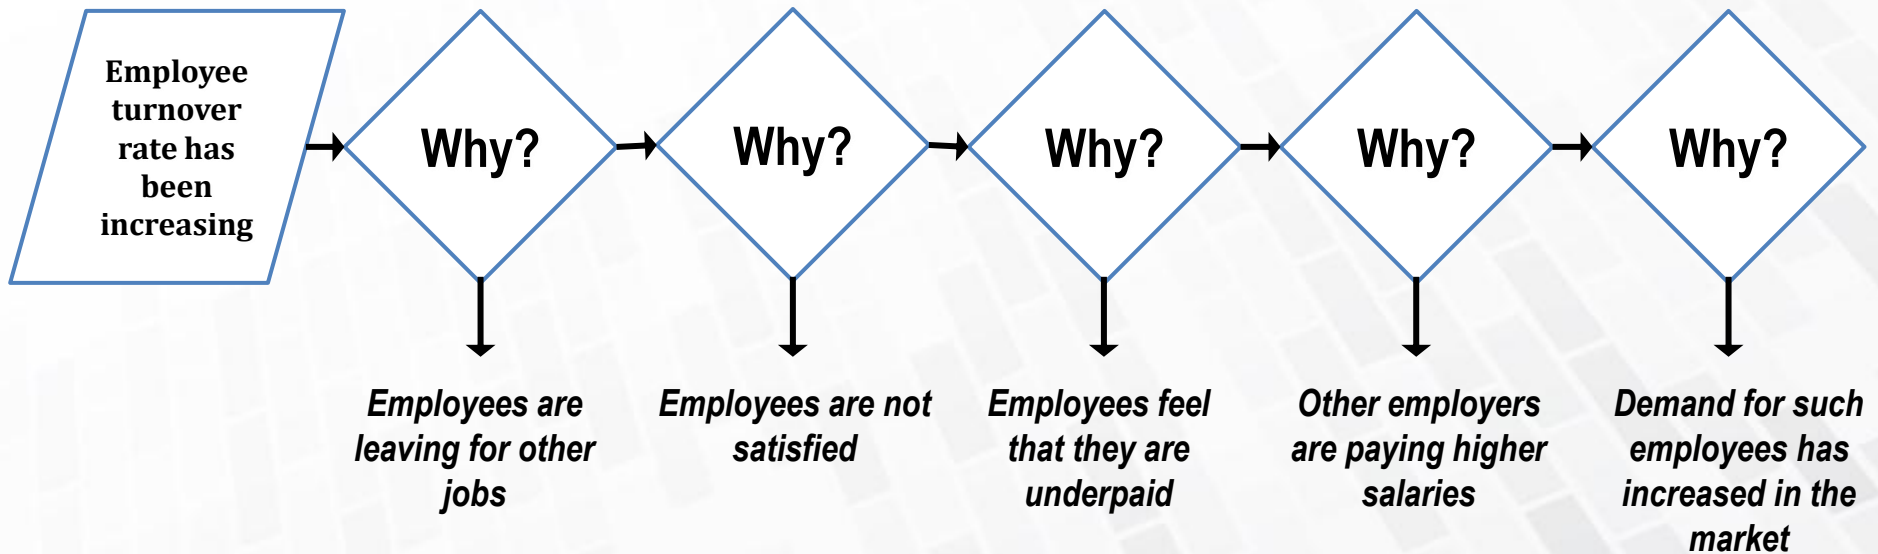 Employee
turnover
rate has
been
increasing
Why?
Why?
Why?
Why?
Why?
Employees are
leaving for other
jobs
Employees are not
satisfied
Employees feel
that they are
underpaid
Other employers
are paying higher
salaries
Demand for such
employees has
increased in the
market